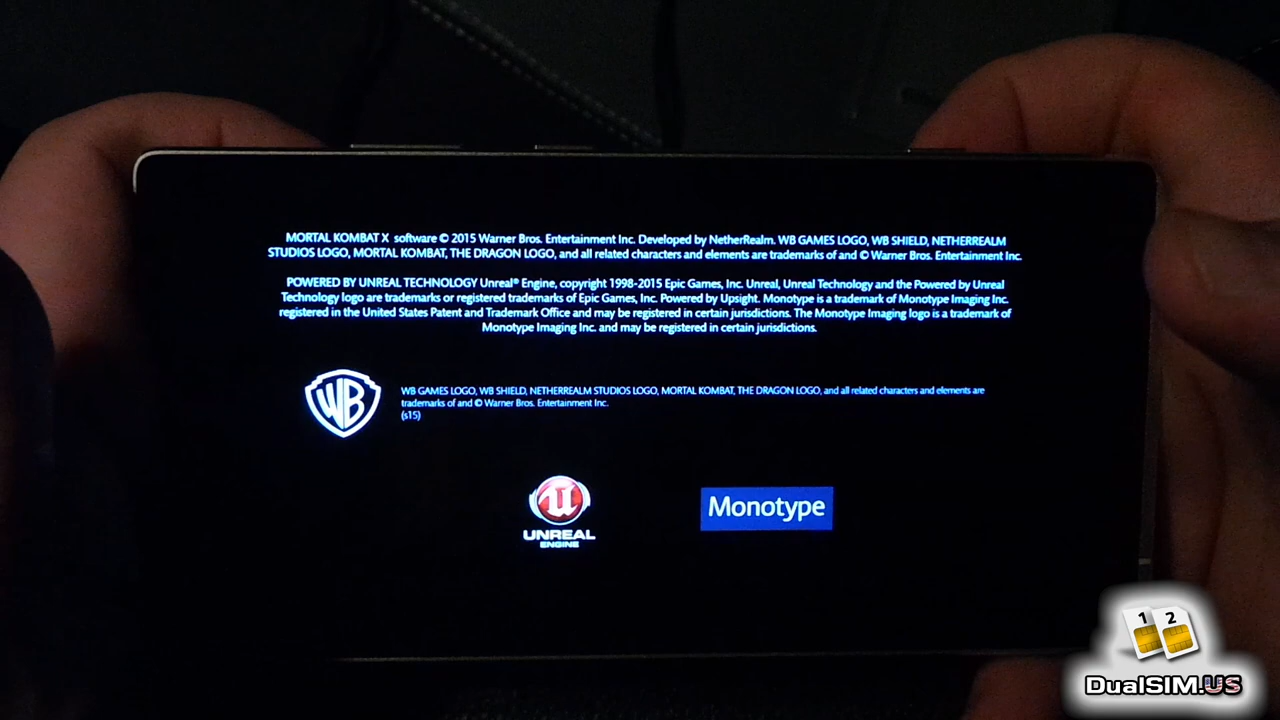 MORTAL KOMBAT X software © 2015 Warner Bros. Entertainment Inc. Developed by NetherRealm. WB GAMES LOGO, WB SHIELD, NETHERREALM
STUDIOS LOGO, MORTAL KOMBAT, THE DRAGON LOGO, and all related characters and elements are trademarks of and © Warner Bros. Entertainment Inc.
POWERED BY UNREAL TECHNOLOGY Unreal® Engine, copyright 1998-2015 Epic Games, Inc. Unreal, Unreal Technology and the Powered by Unreal
Technology logo are trademarks or registered trademarks of Epic Games, Inc. Powered by Upsight. Monotype is a trademark of Monotype Imaging Inc.
registered in the United States Patent and Trademark Office and may be registered in certain jurisdictions. The Monotype Imaging logo is a trademark of
Monotype Imaging Inc. and may be registered in certain jurisdictions.
WB
WB GAMES LOGO, WB SHIELD, NETHERREALM STUDIOS LOGO, MORTAL KOMBAT, THE DRAGON LOGO, and all related characters and elements are
trademarks of and © Warner Bros. Entertainment Inc.
(s15)
U
UNREAL
ENGINE
Monotype
1 2
DualSIM.US